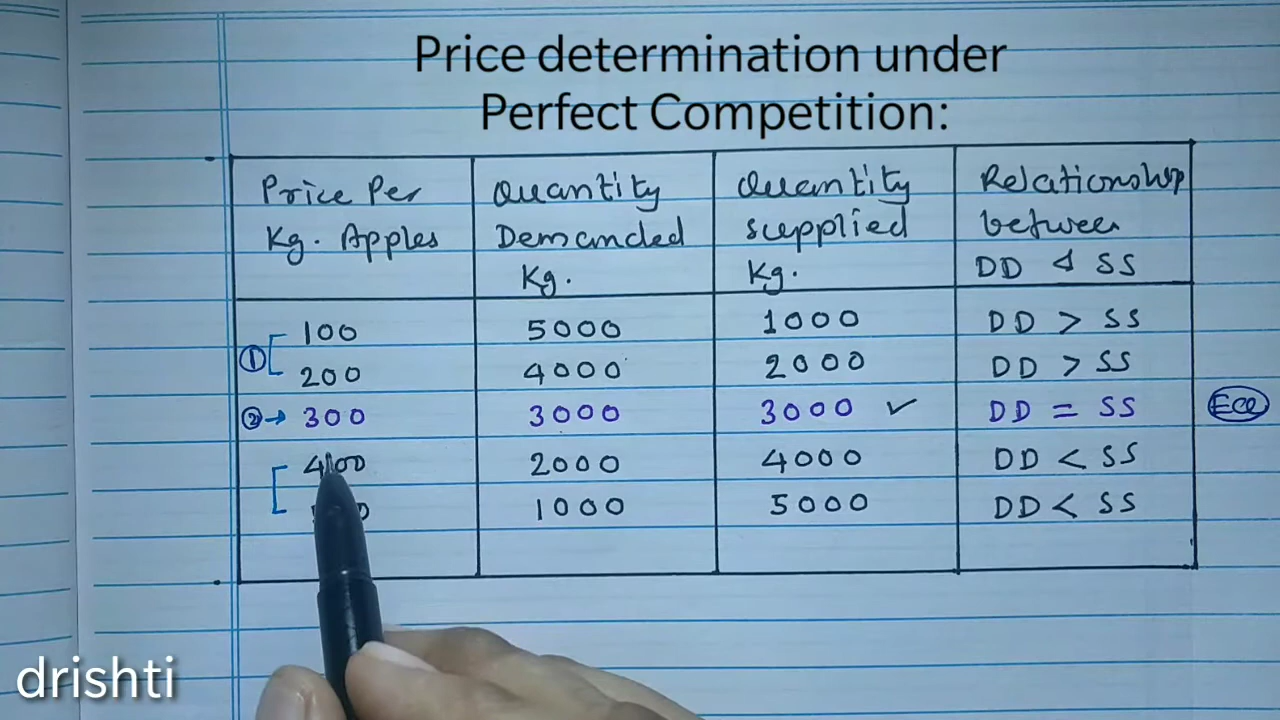 Price determination under
Perfect Competition:
Price Per
Kg. Apples
Quantity
Demanded
Kg.
Quantity
supplied
Kg.
Relationship
between
DD & SS
① 100 5000 1000 DD > SS
200 4000 2000 DD > SS
②→ 300 3000 3000 ✓ DD = SS Eqq
400 2000 4000 DD < SS
1000 5000 DD < SS
drishti